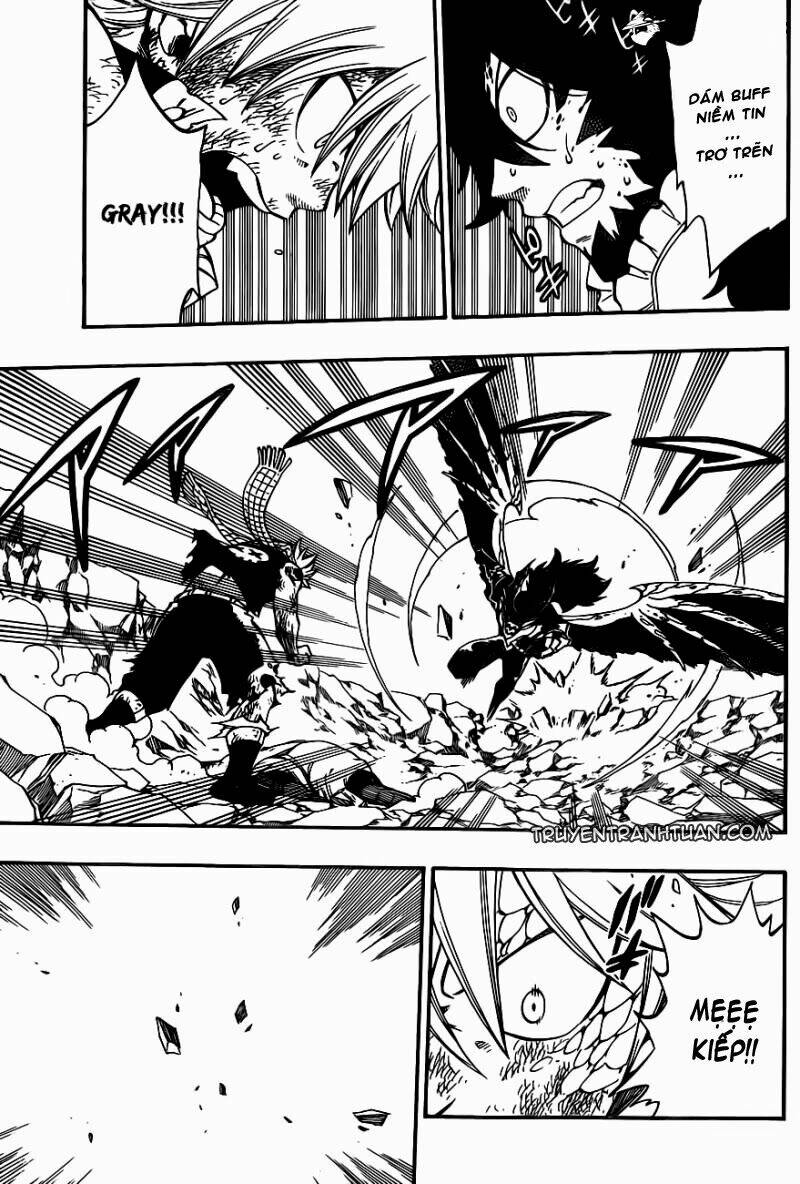 DÁM BUFF
NIỀM TIN
...
TRƠ TRẼN
...
GRAY!!!
TRUYENTRANHTUAN.COM
MẸẸẸ
KIẾP!!